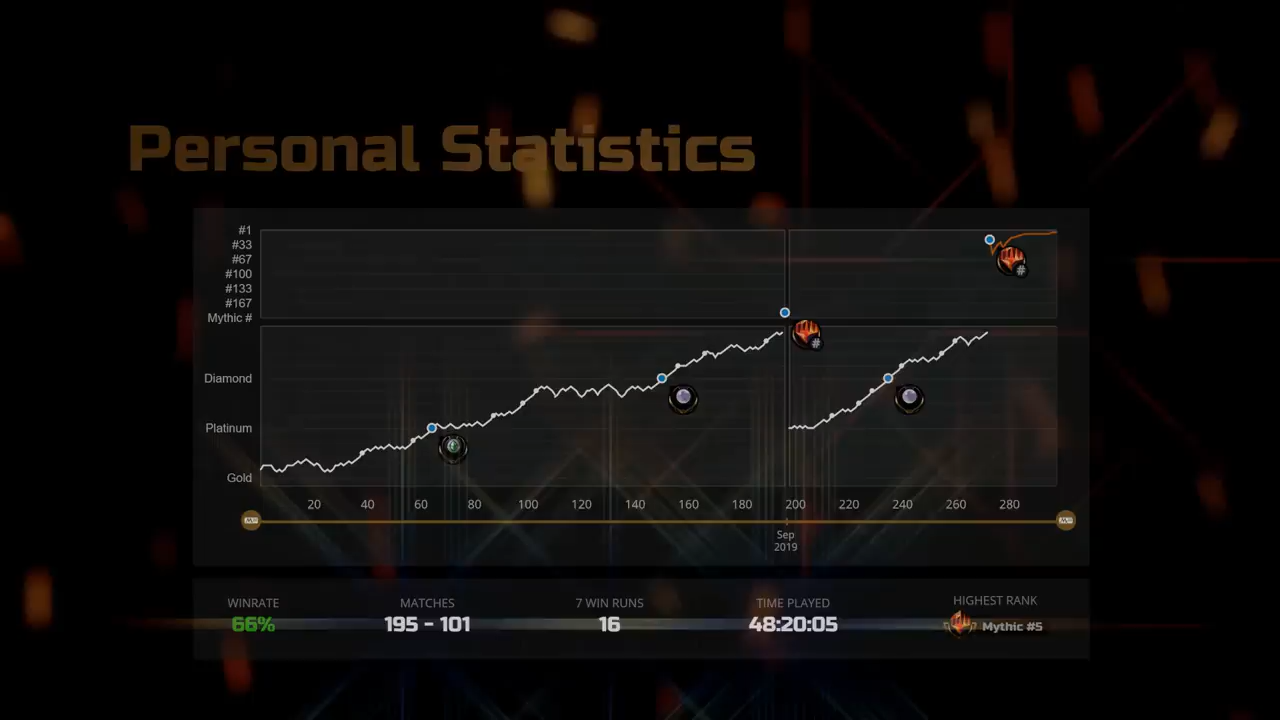 Personal Statistics
#1
#33
#67
#100
#133
#167
Mythic #
#
#
Diamond
Platinum
Gold
20 40 60 80 100 120 140 160 180 200 220 240 260 280
Sep
2019
WINRATE MATCHES 7 WIN RUNS TIME PLAYED HIGHEST RANK
66% 195 - 101 16 48:20:05 Mythic #5